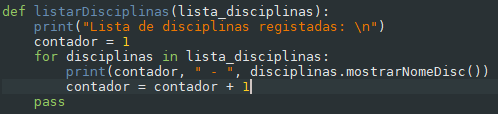 def listarDisciplinas(lista_disciplinas):
    print("Lista de disciplinas registadas: \n")
    contador = 1
    for disciplinas in lista_disciplinas:
        print(contador, " - ", disciplinas.mostrarNomeDisc())
        contador = contador + 1
    pass